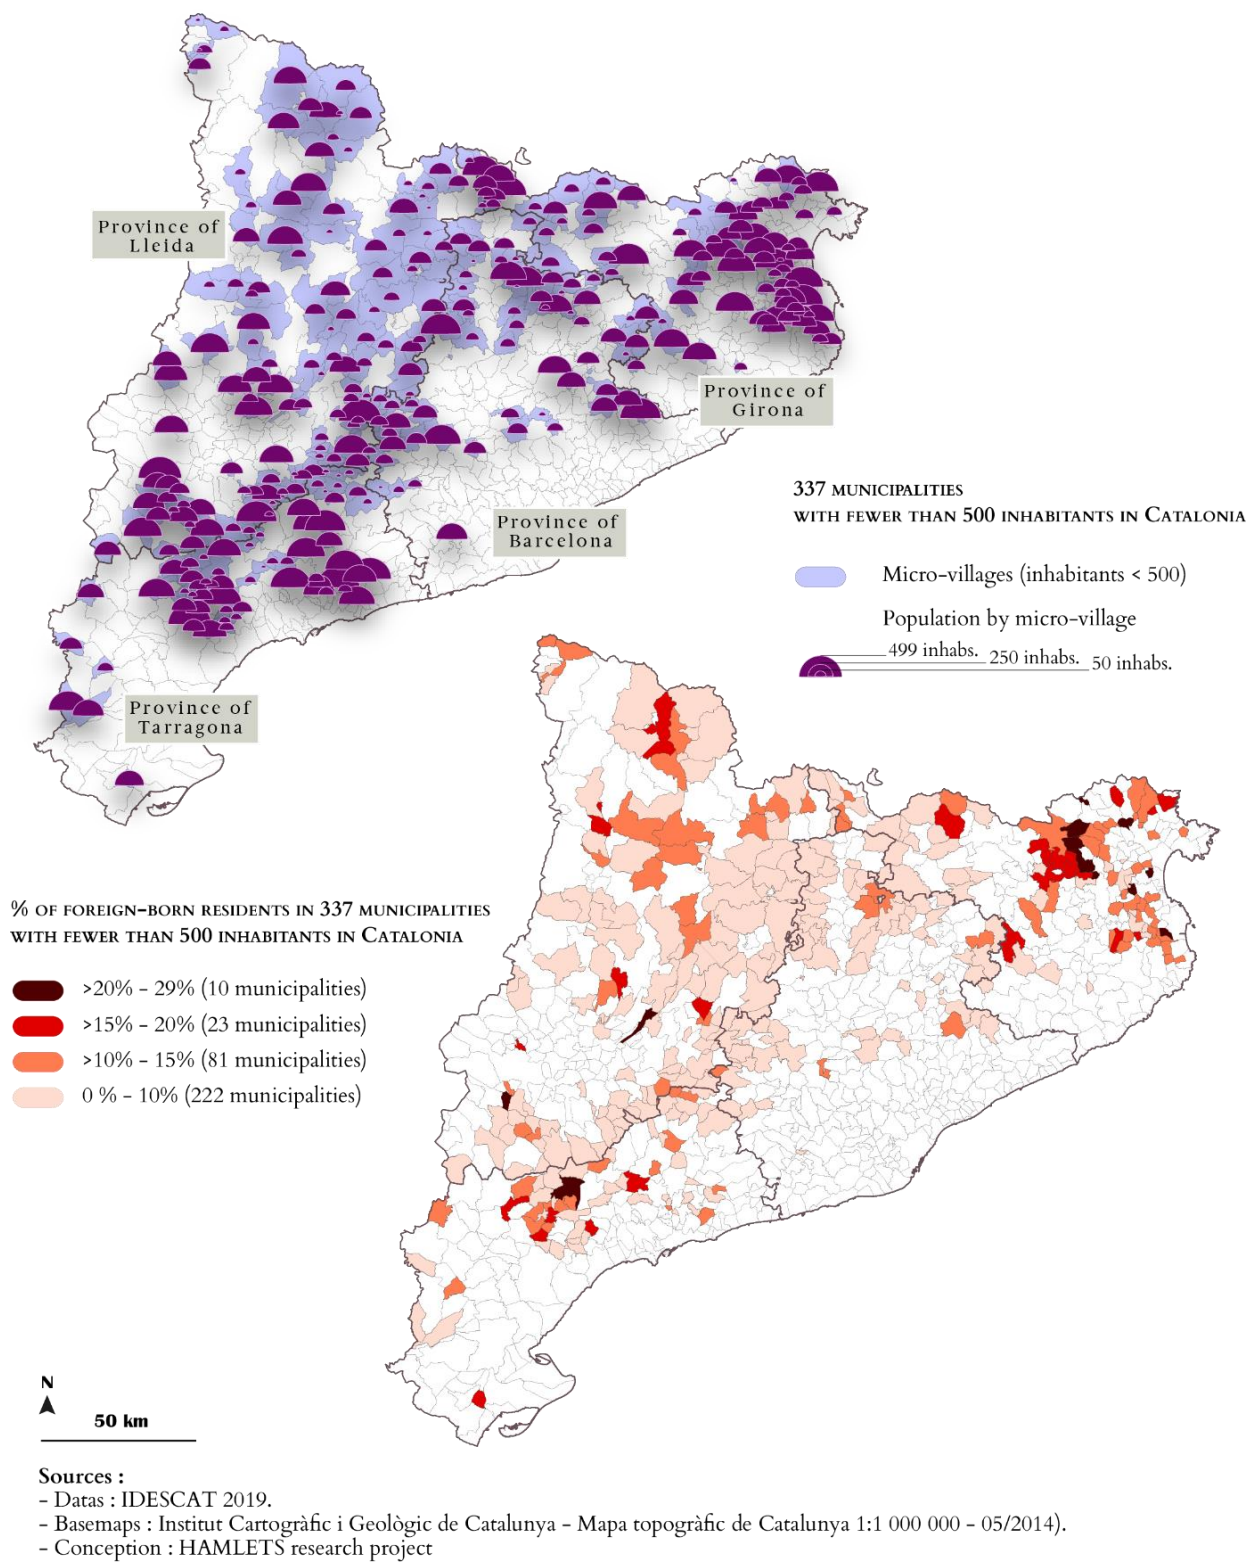 Province of
Lleida
Province of
Girona
337 MUNICIPALITIES
WITH FEWER THAN 500 INHABITANTS IN CATALONIA
Province of
Barcelona
Micro-villages (inhabitants < 500)
Population by micro-village
499 inhabs.
250 inhabs.
50 inhabs.
Province of
Tarragona
% OF FOREIGN-BORN RESIDENTS IN 337 MUNICIPALITIES
WITH FEWER THAN 500 INHABITANTS IN CATALONIA
>20% - 29% (10 municipalities)
>15% - 20% (23 municipalities)
>10% - 15% (81 municipalities)
0 % - 10% (222 municipalities)
N
50 km
Sources :
- Datas : IDESCAT 2019.
- Basemaps : Institut Cartogràfic i Geològic de Catalunya - Mapa topogràfic de Catalunya 1:1 000 000 - 05/2014).
- Conception : HAMLETS research project